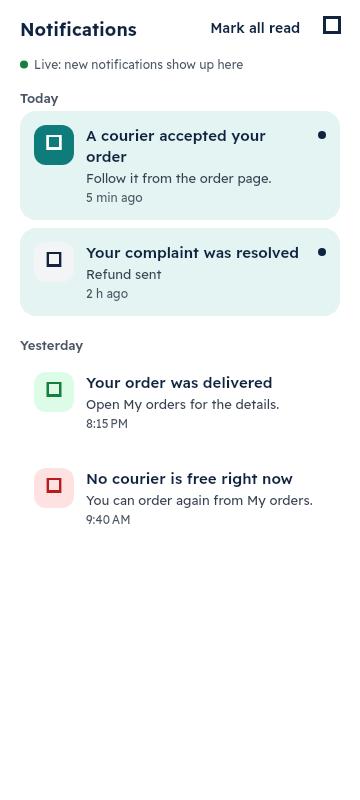 Notifications
Mark all read
Live: new notifications show up here
Today
A courier accepted your
order
Follow it from the order page.
5 min ago
Your complaint was resolved
Refund sent
2 h ago
Yesterday
Your order was delivered
Open My orders for the details.
8:15 PM
No courier is free right now
You can order again from My orders.
9:40 AM